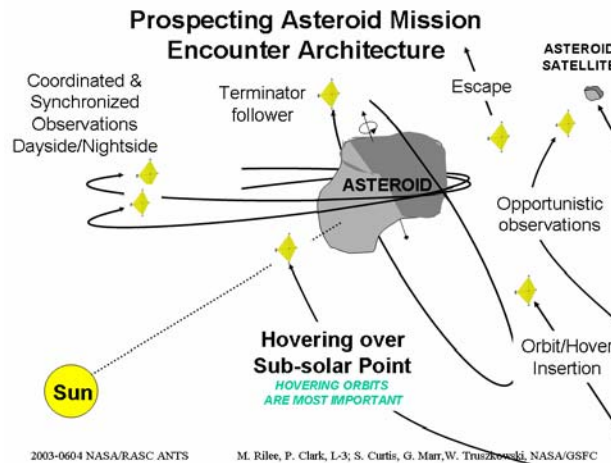 Prospecting Asteroid Mission
Encounter Architecture
Coordinated &
Synchronized
Observations
Dayside/Nightside
Terminator
follower
Escape
ASTEROID
SATELLITE
ASTEROID
Opportunistic
observations
Hovering over
Sub-solar Point
HOVERING ORBITS
ARE MOST IMPORTANT
Orbit/Hover
Insertion
Sun
2003-0604 NASA/RASC ANTS
M. Rilee, P. Clark, L-3; S. Curtis, G. Marr,W. Truszkowski, NASA/GSFC